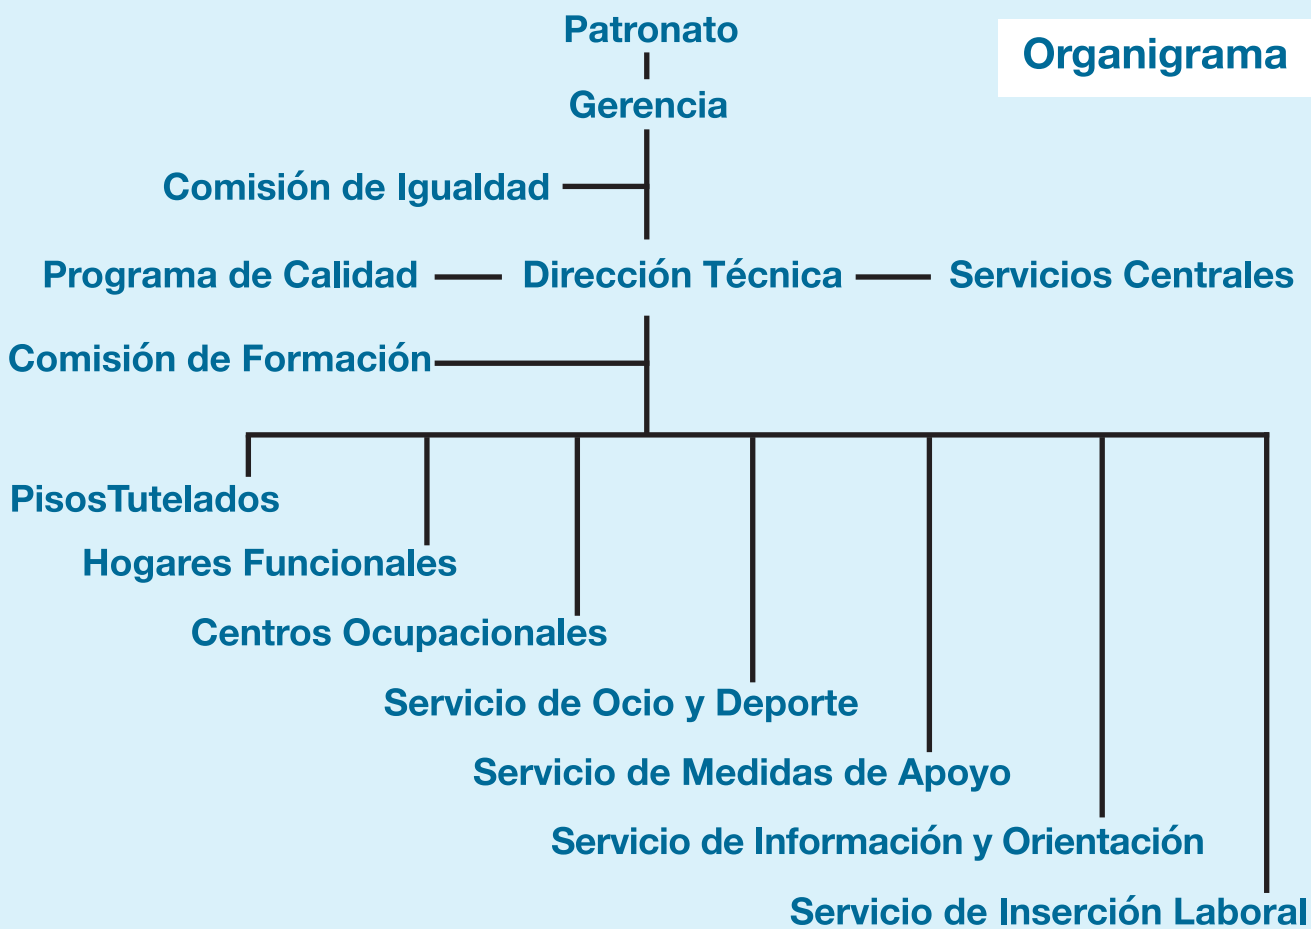 Patronato
Organigrama
Gerencia
Comisión de Igualdad
Programa de Calidad
Dirección Técnica
Servicios Centrales
Comisión de Formación
PisosTutelados
Hogares Funcionales
Centros Ocupacionales
Servicio de Ocio y Deporte
Servicio de Medidas de Apoyo
Servicio de Información y Orientación
Servicio de Inserción Laboral